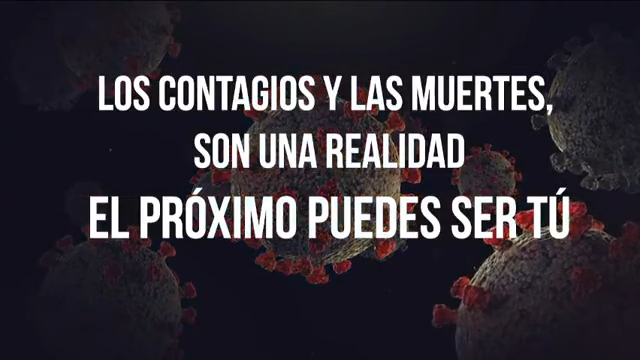 LOS CONTAGIOS Y LAS MUERTES,
SON UNA REALIDAD
EL PRÓXIMO PUEDES SER TÚ